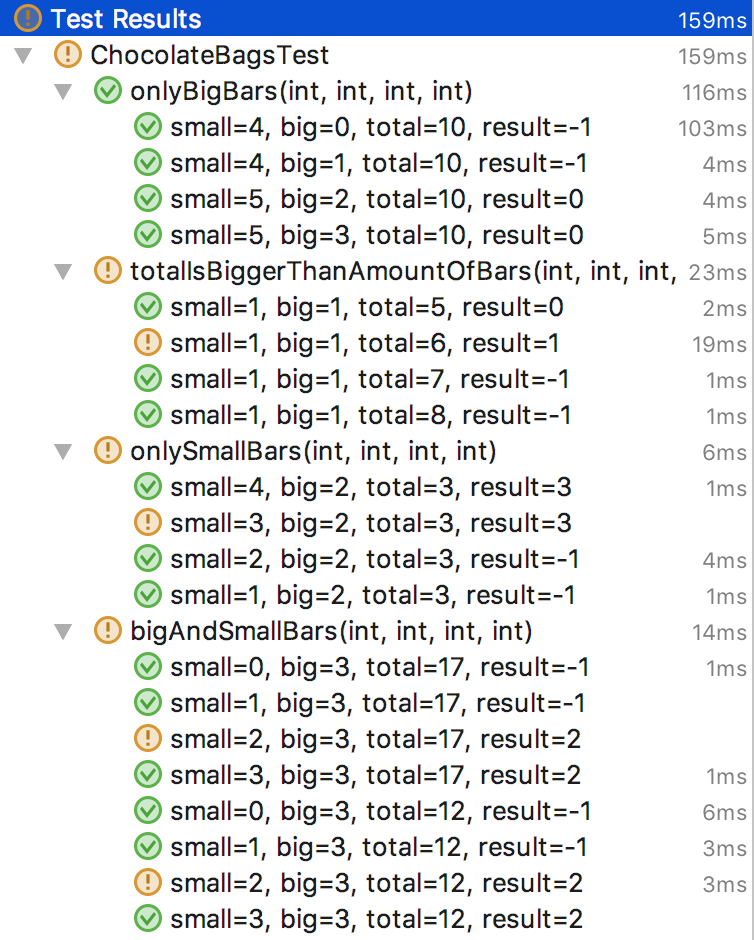 Test Results 159ms
ChocolateBagsTest 159ms
onlyBigBars(int, int, int, int) 116ms
small=4, big=0, total=10, result=-1 103ms
small=4, big=1, total=10, result=-1 4ms
small=5, big=2, total=10, result=0 4ms
small=5, big=3, total=10, result=0 5ms
totalIsBiggerThanAmountOfBars(int, int, int, 23ms
small=1, big=1, total=5, result=0 2ms
small=1, big=1, total=6, result=1 19ms
small=1, big=1, total=7, result=-1 1ms
small=1, big=1, total=8, result=-1 1ms
onlySmallBars(int, int, int, int) 6ms
small=4, big=2, total=3, result=3 1ms
small=3, big=2, total=3, result=3
small=2, big=2, total=3, result=-1 4ms
small=1, big=2, total=3, result=-1 1ms
bigAndSmallBars(int, int, int, int) 14ms
small=0, big=3, total=17, result=-1 1ms
small=1, big=3, total=17, result=-1
small=2, big=3, total=17, result=2
small=3, big=3, total=17, result=2 1ms
small=0, big=3, total=12, result=-1 6ms
small=1, big=3, total=12, result=-1 3ms
small=2, big=3, total=12, result=2 3ms
small=3, big=3, total=12, result=2